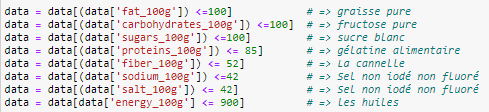 data = data[(data['fat_100g']) <=100] # => graisse pure
data = data[(data['carbohydrates_100g']) <=100] # => fructose pure
data = data[(data['sugars_100g']) <=100] # => sucre blanc
data = data[(data['proteins_100g']) <= 85] # => gélatine alimentaire
data = data[(data['fiber_100g']) <= 52] # => La cannelle
data = data[(data['sodium_100g']) <=42 # => Sel non iodé non fluoré
data = data[(data['salt_100g']) <= 42] # => Sel non iodé non fluoré
data = data[data['energy_100g'] <= 900] # => les huiles